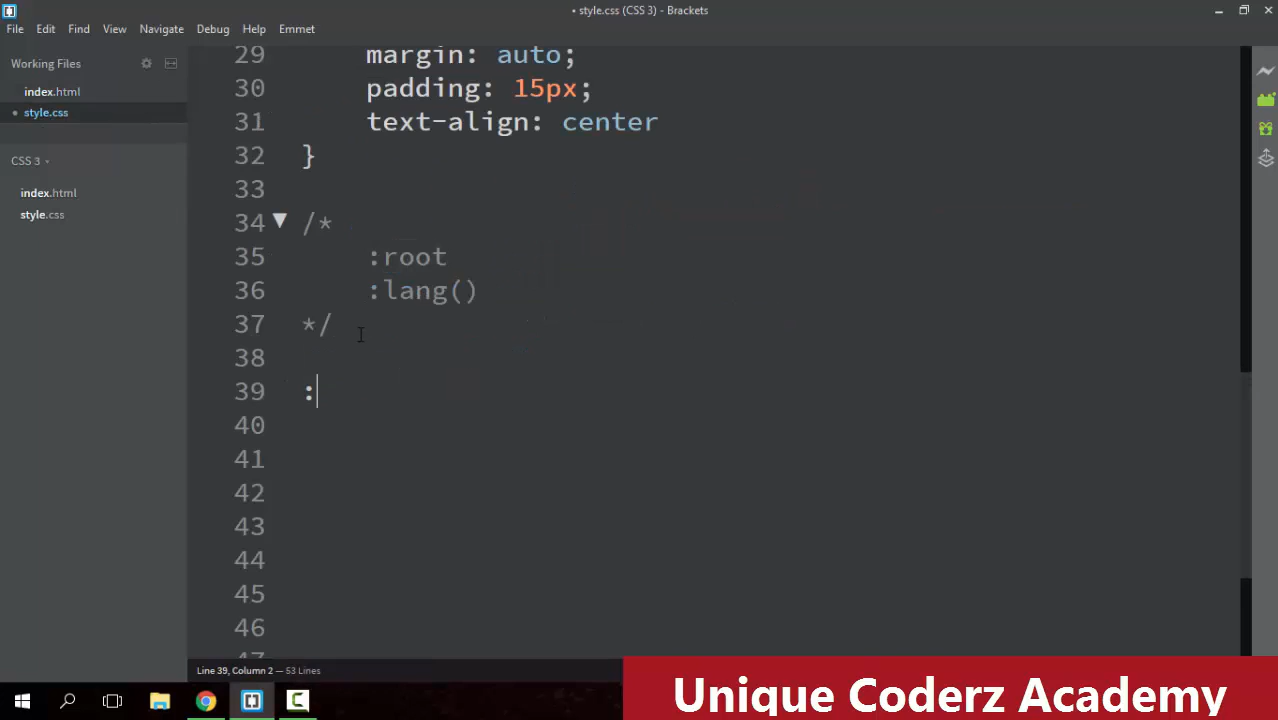 • style.css (CSS 3) - Brackets
File Edit Find View Navigate Debug Help Emmet
Working Files
index.html
• style.css
CSS 3
index.html
style.css
29 margin: auto;
30 padding: 15px;
31 text-align: center
32 }
33
34 /*
35 :root
36 :lang()
37 */
38
39 :
40
41
42
43
44
45
46
47
Line 39, Column 2 — 53 Lines
Unique Coderz Academy